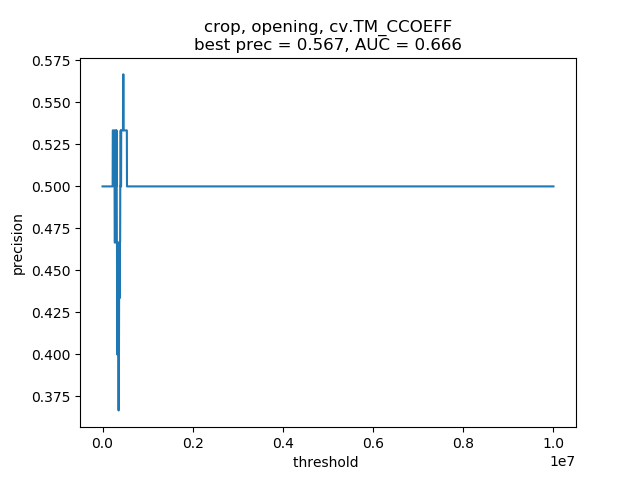 crop, opening, cv.TM_CCOEFF
best prec = 0.567, AUC = 0.666
0.575
0.550
0.525
0.500
0.475
0.450
0.425
0.400
0.375
precision
0.0 0.2 0.4 0.6 0.8 1.0
1e7
threshold